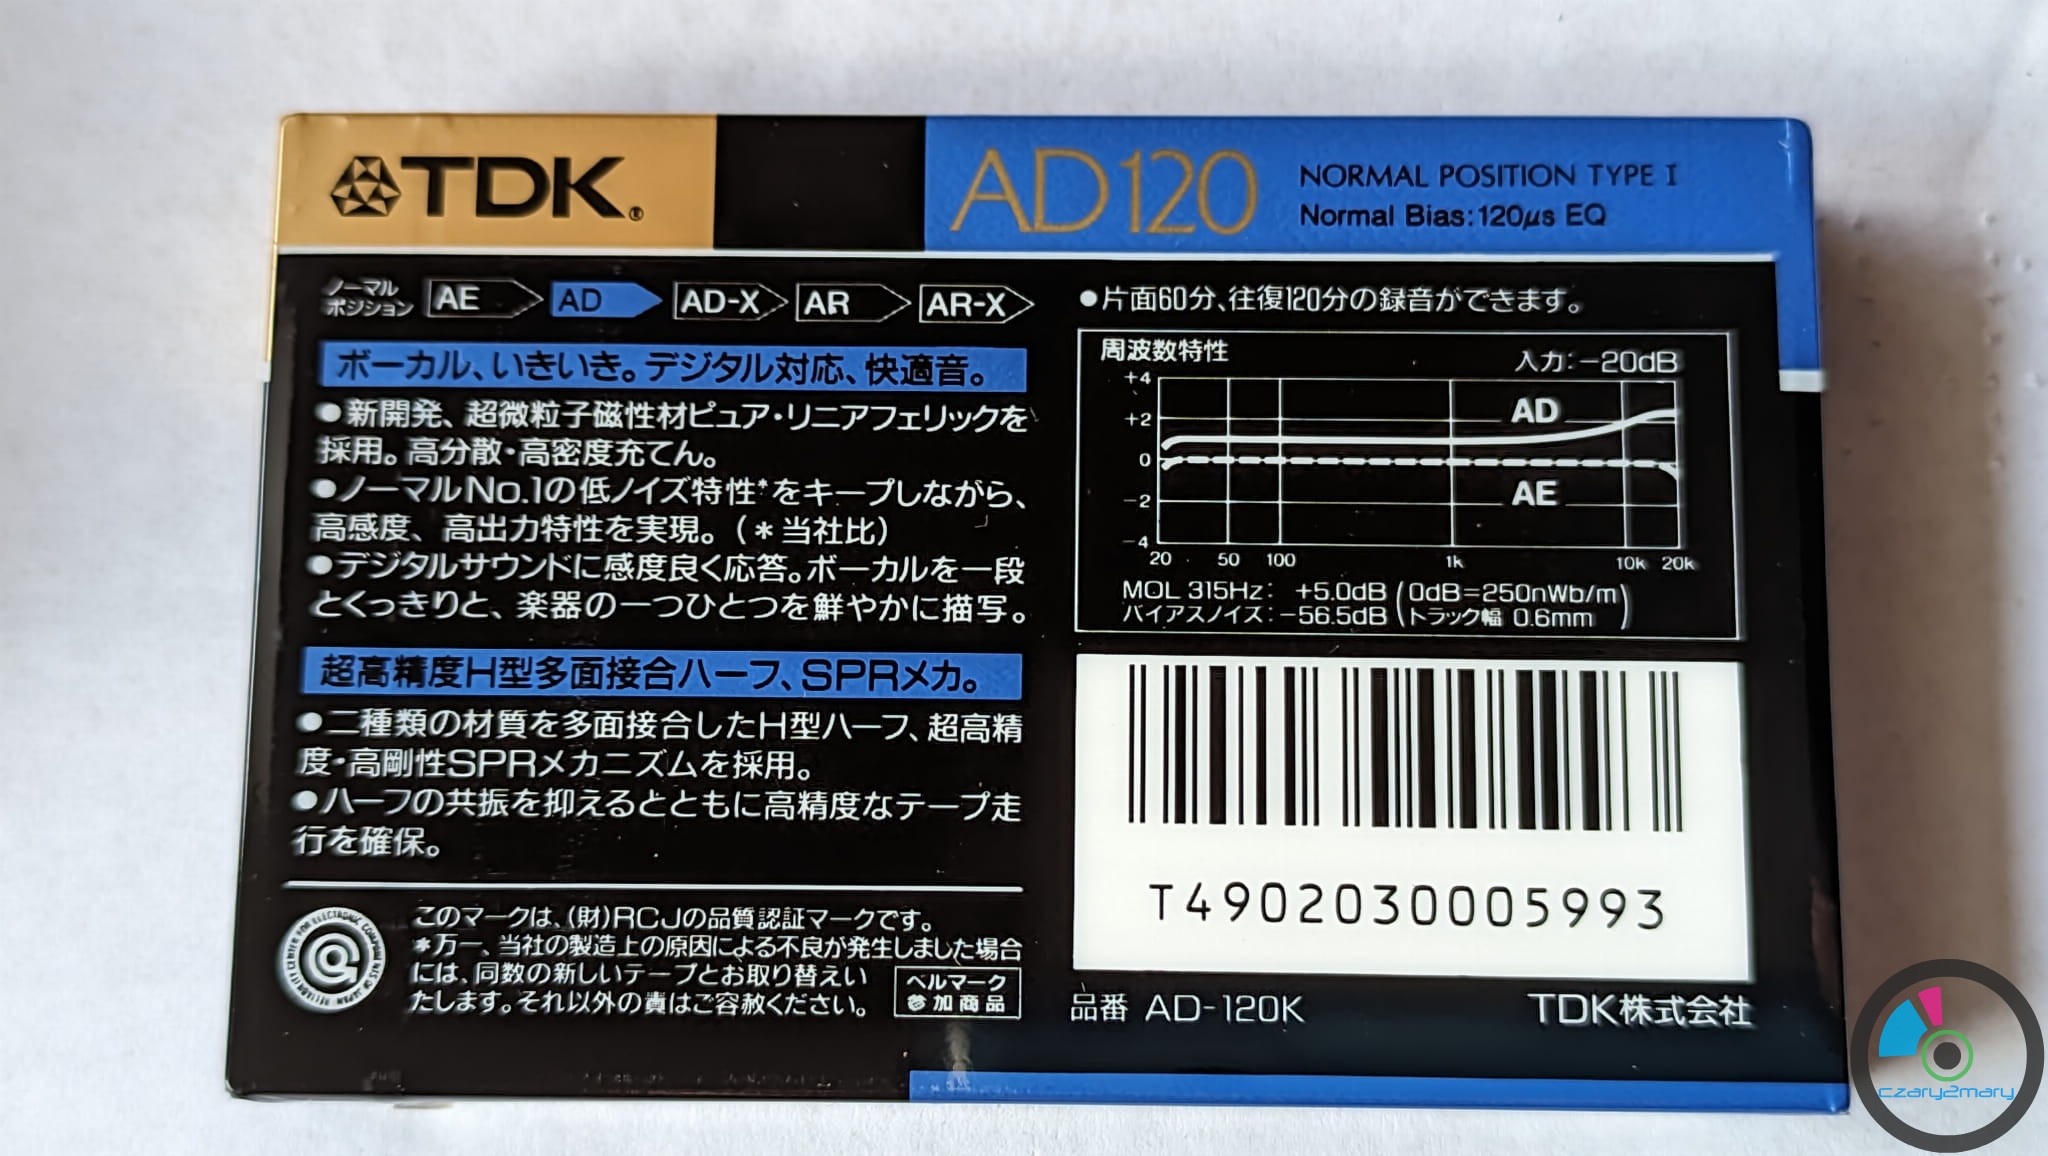 TDK®
AD120
NORMAL POSITION TYPE I
Normal Bias:120μs EQ
ノーマル
ポジション
AE
AD
AD-X
AR
AR-X
ボーカル、いきいき。デジタル対応、快適音。
●新開発、超微粒子磁性材ピュア・リニアフェリックを
採用。高分散・高密度充てん。
●ノーマルNo.1の低ノイズ特性*をキープしながら、
高感度、高出力特性を実現。(*当社比)
●デジタルサウンドに感度良く応答。ボーカルを一段
とくっきりと、楽器の一つひとつを鮮やかに描写。
超高精度H型多面接合ハーフ、SPRメカ。
●二種類の材質を多面接合したH型ハーフ、超高精
度・高剛性SPRメカニズムを採用。
●ハーフの共振を抑えるとともに高精度なテープ走
行を確保。
RELIABILITY CENTER FOR ELECTRONIC COMPONENTS OF JAPAN
このマークは、(財)RCJの品質認証マークです。
*万一、当社の製造上の原因による不良が発生しました場合
には、同数の新しいテープとお取り替えい
たします。それ以外の責はご容赦ください。
ベルマーク
参加商品
●片面60分、往復120分の録音ができます。
周波数特性
入力:-20dB
+4
+2
0
-2
-4
AD
AE
20 50 100 1k 10k 20k
MOL 315Hz: +5.0dB (0dB=250nWb/m)
バイアスノイズ:-56.5dB (トラック幅 0.6mm)
T4902030005993
品番 AD-120K
TDK株式会社
czary2mary